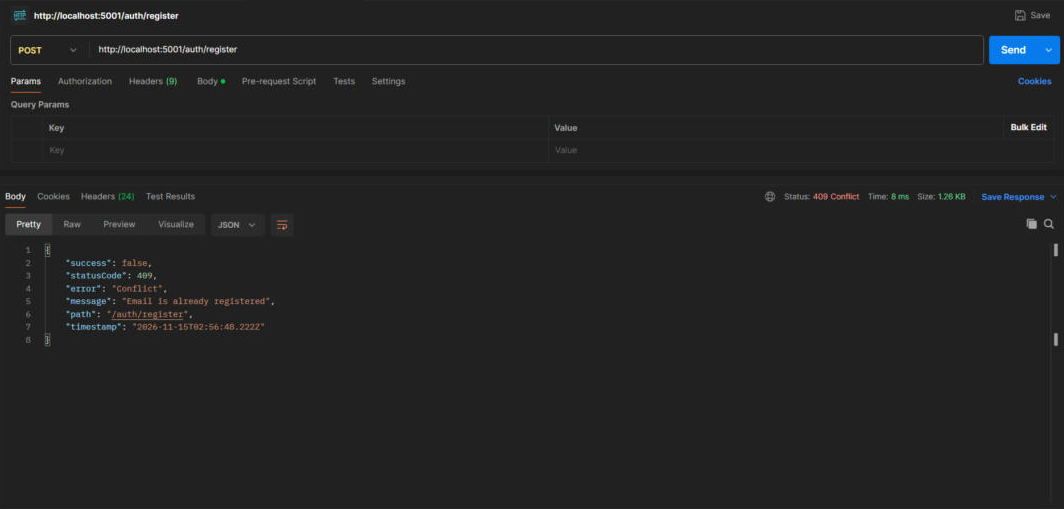 HTTP http://localhost:5001/auth/register Save
POST http://localhost:5001/auth/register Send
Params Authorization Headers (9) Body Pre-request Script Tests Settings Cookies
Query Params
Key Value Bulk Edit
Key Value
Body Cookies Headers (24) Test Results Status: 409 Conflict Time: 8 ms Size: 1.26 KB Save Response
Pretty Raw Preview Visualize JSON
1 {
2 "success": false,
3 "statusCode": 409,
4 "error": "Conflict",
5 "message": "Email is already registered",
6 "path": "/auth/register",
7 "timestamp": "2026-11-15T02:56:48.222Z"
8 }